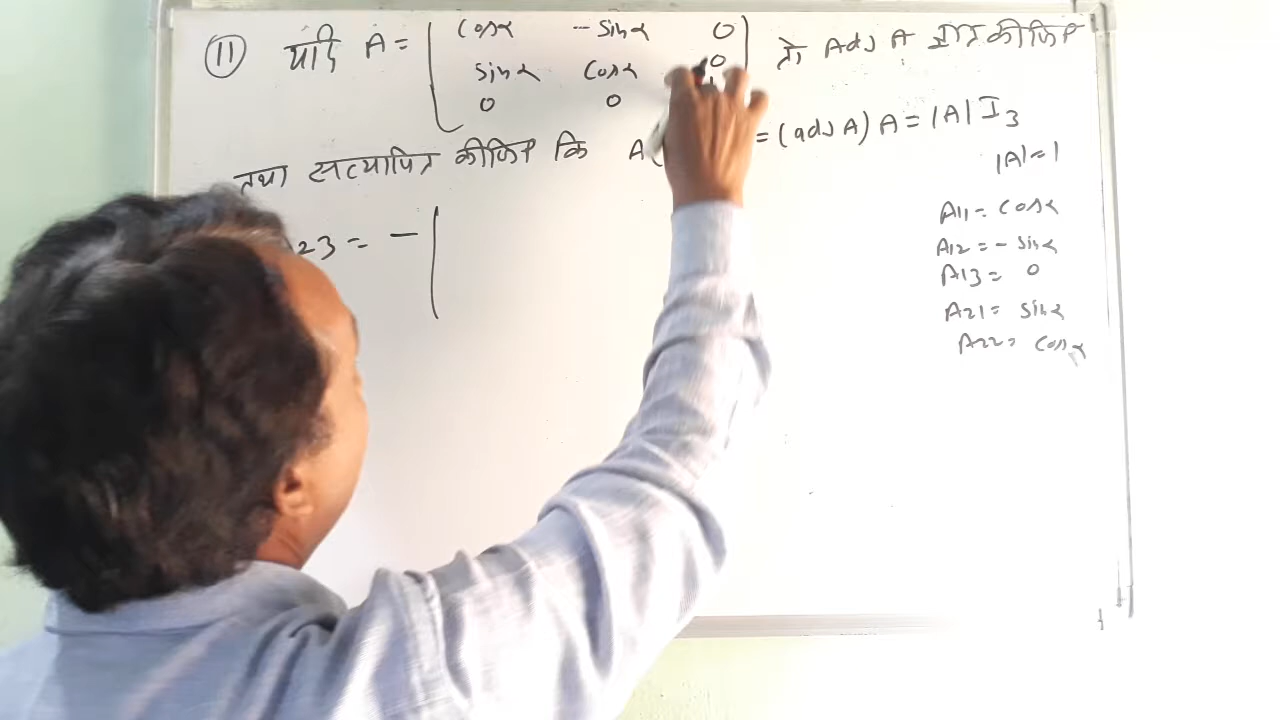 11 यदि A = cosα -sinα 0 तो Adj A ज्ञात कीजिए
sinα cosα 0
0 0
तथा सत्यापित कीजिए कि A( = (adj A) A = |A| I3
|A| = 1
A11 = cosα
A12 = - sinα
A13 = 0
A21 = sinα
A22 = cosα
23 = - |